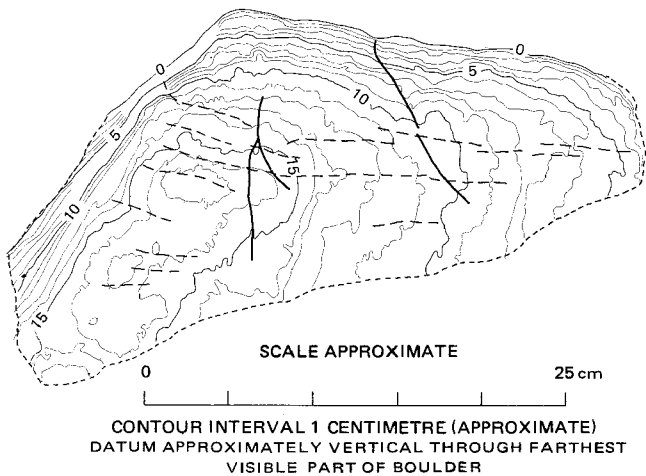 0
0
5
10
5
15
10
15
SCALE APPROXIMATE
0 25 cm
CONTOUR INTERVAL 1 CENTIMETRE (APPROXIMATE)
DATUM APPROXIMATELY VERTICAL THROUGH FARTHEST
VISIBLE PART OF BOULDER